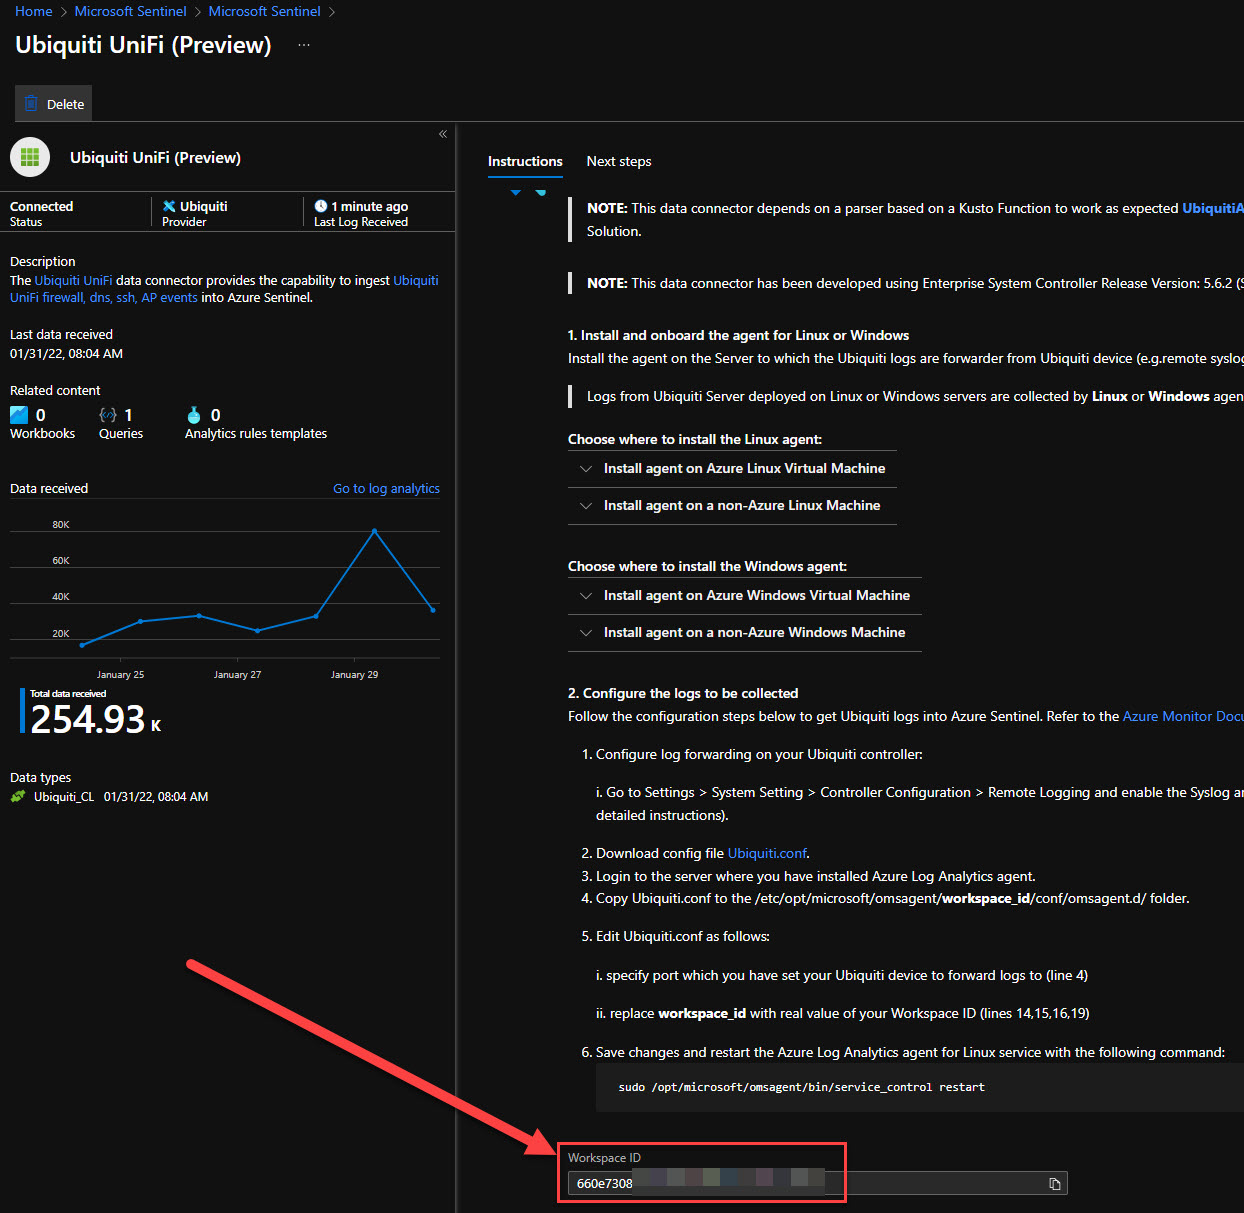 Home > Microsoft Sentinel > Microsoft Sentinel >
Ubiquiti UniFi (Preview) ...
Delete
«
Ubiquiti UniFi (Preview)
Connected
Status
Ubiquiti
Provider
1 minute ago
Last Log Received
Description
The Ubiquiti UniFi data connector provides the capability to ingest Ubiquiti
UniFi firewall, dns, ssh, AP events into Azure Sentinel.
Last data received
01/31/22, 08:04 AM
Related content
0
Workbooks
1
Queries
0
Analytics rules templates
Data received
Go to log analytics
80K
60K
40K
20K
January 25
January 27
January 29
Total data received
254.93 K
Data types
Ubiquiti_CL 01/31/22, 08:04 AM
Instructions
Next steps
NOTE: This data connector depends on a parser based on a Kusto Function to work as expected UbiquitiA
Solution.
NOTE: This data connector has been developed using Enterprise System Controller Release Version: 5.6.2 (S
1. Install and onboard the agent for Linux or Windows
Install the agent on the Server to which the Ubiquiti logs are forwarder from Ubiquiti device (e.g.remote syslog
Logs from Ubiquiti Server deployed on Linux or Windows servers are collected by Linux or Windows agen
Choose where to install the Linux agent:
Install agent on Azure Linux Virtual Machine
Install agent on a non-Azure Linux Machine
Choose where to install the Windows agent:
Install agent on Azure Windows Virtual Machine
Install agent on a non-Azure Windows Machine
2. Configure the logs to be collected
Follow the configuration steps below to get Ubiquiti logs into Azure Sentinel. Refer to the Azure Monitor Docu
1. Configure log forwarding on your Ubiquiti controller:
i. Go to Settings > System Setting > Controller Configuration > Remote Logging and enable the Syslog an
detailed instructions).
2. Download config file Ubiquiti.conf.
3. Login to the server where you have installed Azure Log Analytics agent.
4. Copy Ubiquiti.conf to the /etc/opt/microsoft/omsagent/workspace_id/conf/omsagent.d/ folder.
5. Edit Ubiquiti.conf as follows:
i. specify port which you have set your Ubiquiti device to forward logs to (line 4)
ii. replace workspace_id with real value of your Workspace ID (lines 14,15,16,19)
6. Save changes and restart the Azure Log Analytics agent for Linux service with the following command:
sudo /opt/microsoft/omsagent/bin/service_control restart
Workspace ID
660e7308